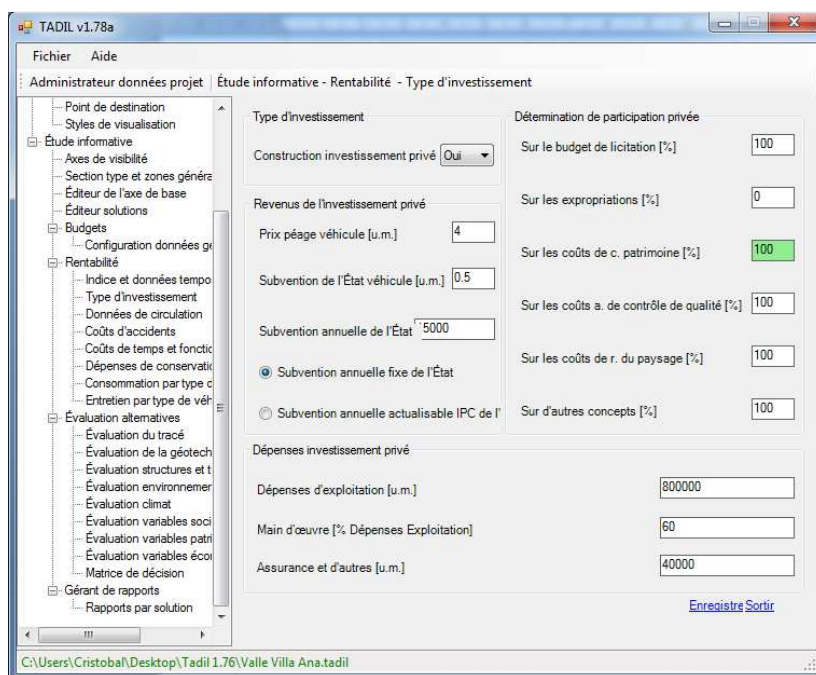 TADIL v1.78a
Fichier Aide
Administrateur données projet Étude informative - Rentabilité - Type d'investissement
Point de destination
Styles de visualisation
Étude informative
Axes de visibilité
Section type et zones généra
Éditeur de l'axe de base
Éditeur solutions
Budgets
Configuration données ge
Rentabilité
Indice et données tempo
Type d'investissement
Données de circulation
Coûts d'accidents
Coûts de temps et fonctio
Dépenses de conservatio
Consommation par type d
Entretien par type de véh
Évaluation alternatives
Évaluation du tracé
Évaluation de la géotech
Évaluation structures et t
Évaluation environnemer
Évaluation climat
Évaluation variables soci
Évaluation variables patri
Évaluation variables écor
Matrice de décision
Gérant de rapports
Rapports par solution
Type d'investissement
Construction investissement privé Oui
Revenus de l'investissement privé
Prix péage véhicule [u.m.] 4
Subvention de l'État véhicule [u.m.] 0.5
Subvention annuelle de l'État 5000
Subvention annuelle fixe de l'État
Subvention annuelle actualisable IPC de l'
Détermination de participation privée
Sur le budget de licitation [%] 100
Sur les expropriations [%] 0
Sur les coûts de c. patrimoine [%] 100
Sur les coûts a. de contrôle de qualité [%] 100
Sur les coûts de r. du paysage [%] 100
Sur d'autres concepts [%] 100
Dépenses investissement privé
Dépenses d'exploitation [u.m.] 800000
Main d'œuvre [% Dépenses Exploitation] 60
Assurance et d'autres [u.m.] 40000
Enregistre Sortir
C:\Users\Cristobal\Desktop\Tadil 1.76\Valle Villa Ana.tadil